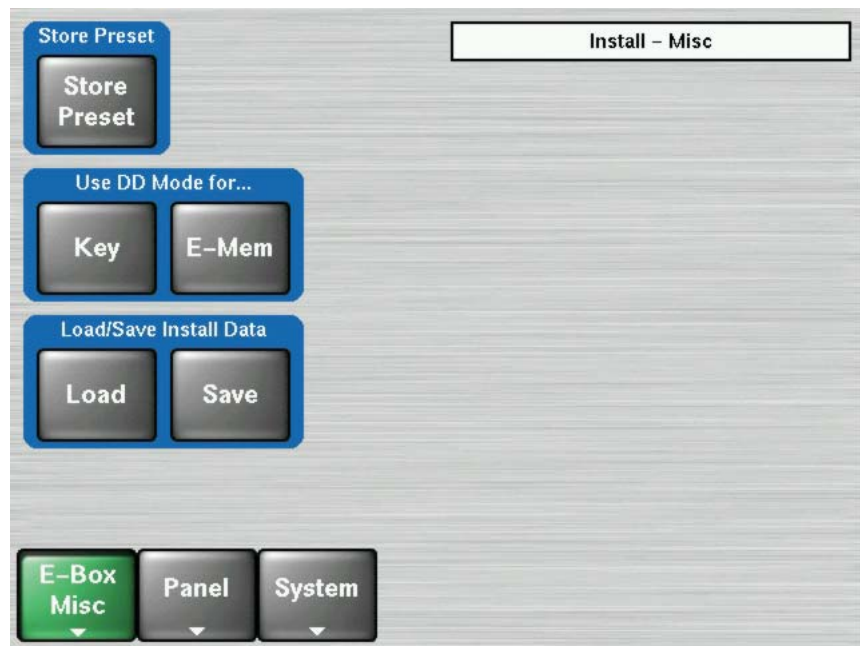 Store Preset
Install – Misc
Store
Preset
Use DD Mode for...
Key
E–Mem
Load/Save Install Data
Load
Save
E–Box
Misc
Panel
System